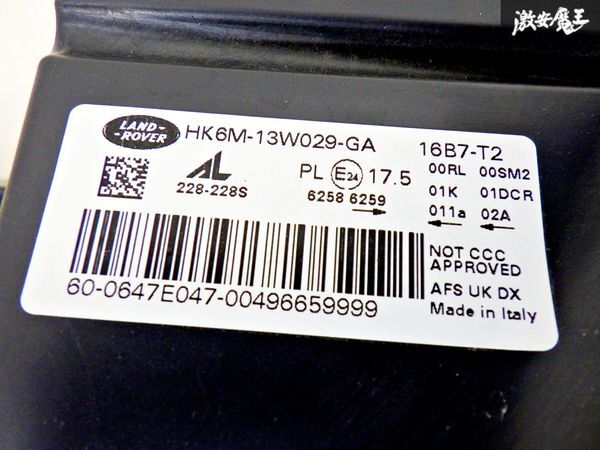 激安魔王
LAND-ROVER
HK6M-13W029-GA 16B7-T2
AL
228-228S
PL E24 17.5
6258 6259
00RL 00SM2
01K 01DCR
011a 02A
NOT CCC
APPROVED
60-0647E047-00496659999
AFS UK DX
Made in Italy